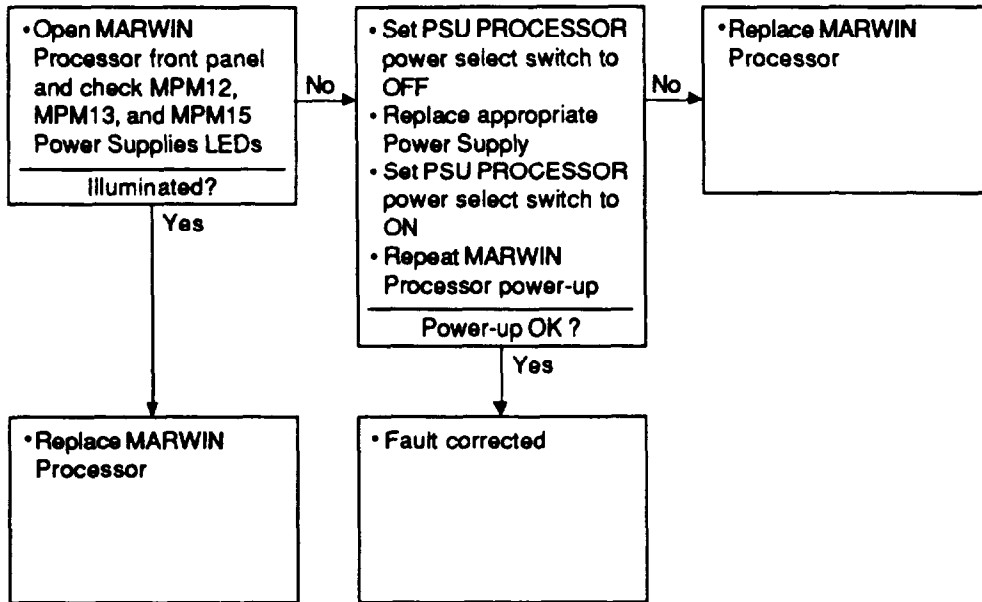 • Open MARWIN
Processor front panel
and check MPM12,
MPM13, and MPM15
Power Supplies LEDs
Illuminated?
No
Yes
• Set PSU PROCESSOR
power select switch to
OFF
• Replace appropriate
Power Supply
• Set PSU PROCESSOR
power select switch to
ON
• Repeat MARWIN
Processor power-up
Power-up OK ?
No
Yes
• Replace MARWIN
Processor
• Replace MARWIN
Processor
• Fault corrected